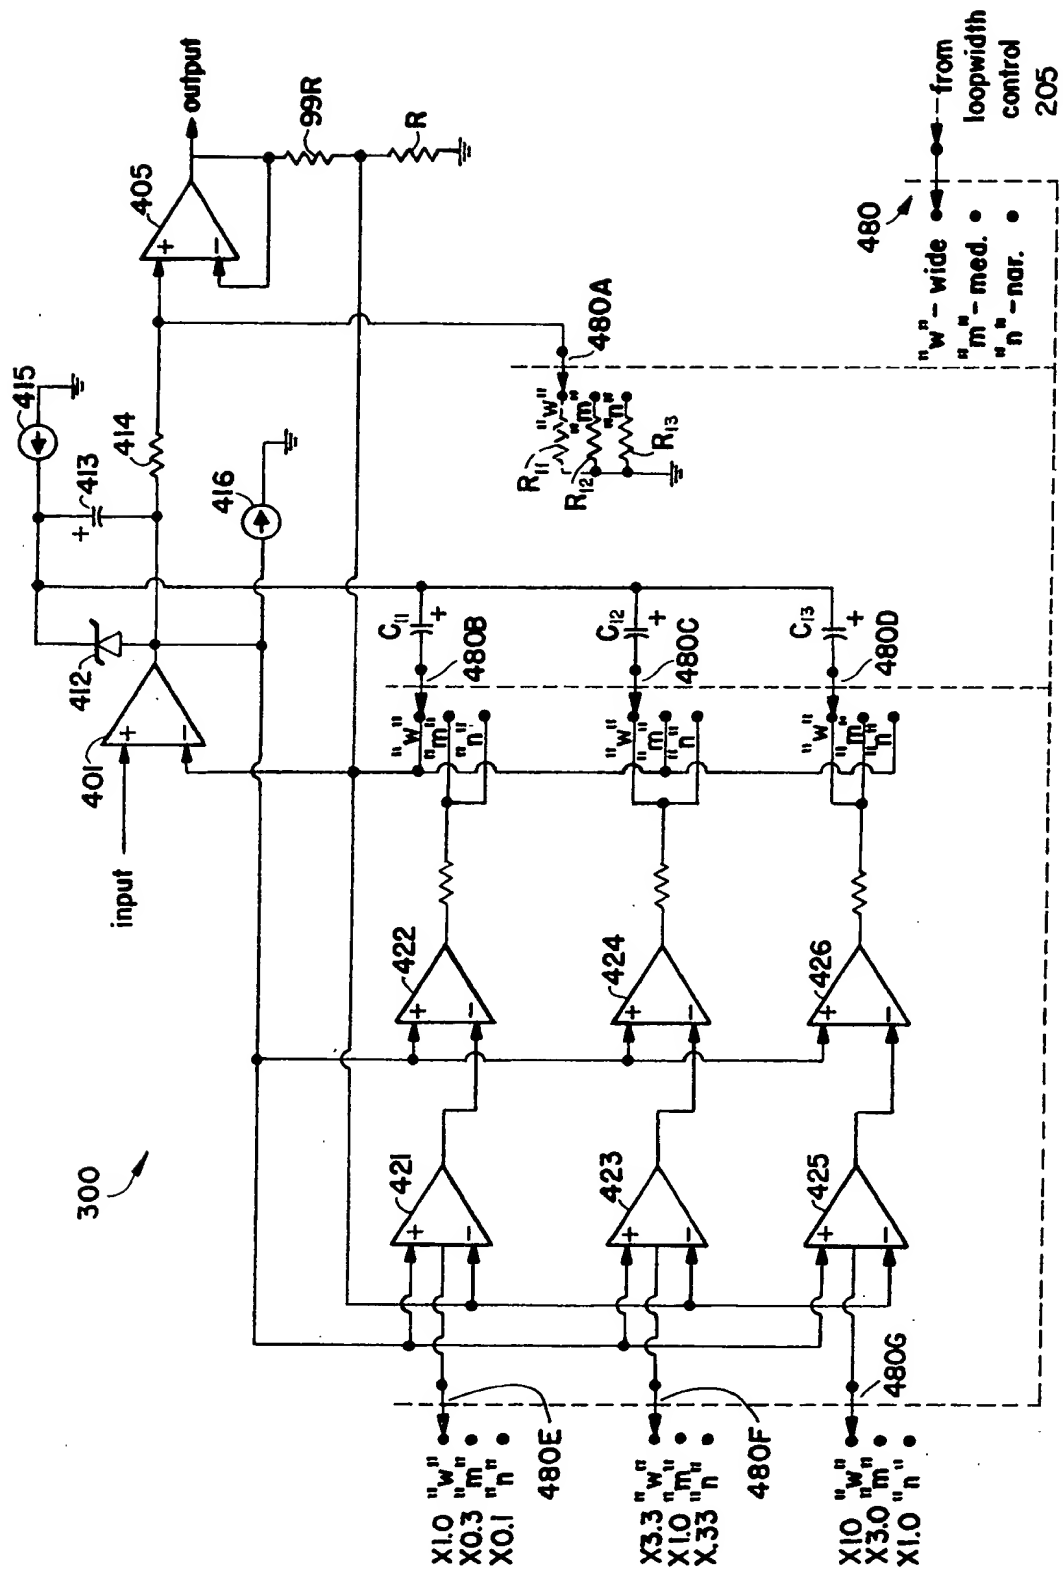 300
input
401
+
−
412
+
413
414
415
416
405
+
−
output
99R
R
421
+
−
422
+
−
423
+
−
424
+
−
425
+
−
426
+
−
"w"
"m"
"n"
C11
+
480B
"w"
"m"
"n"
C12
+
480C
"w"
"m"
"n"
C13
+
480D
R11
"w"
R12
"m"
"n"
R13
480A
X1.0 "w"
X0.3 "m"
X0.1 "n"
480E
X3.3 "w"
X1.0 "m"
X.33 "n"
480F
X10 "w"
X3.0 "m"
X1.0 "n"
480G
480
"w" - wide
"m" - med.
"n" - nar.
from
loopwidth
control
205